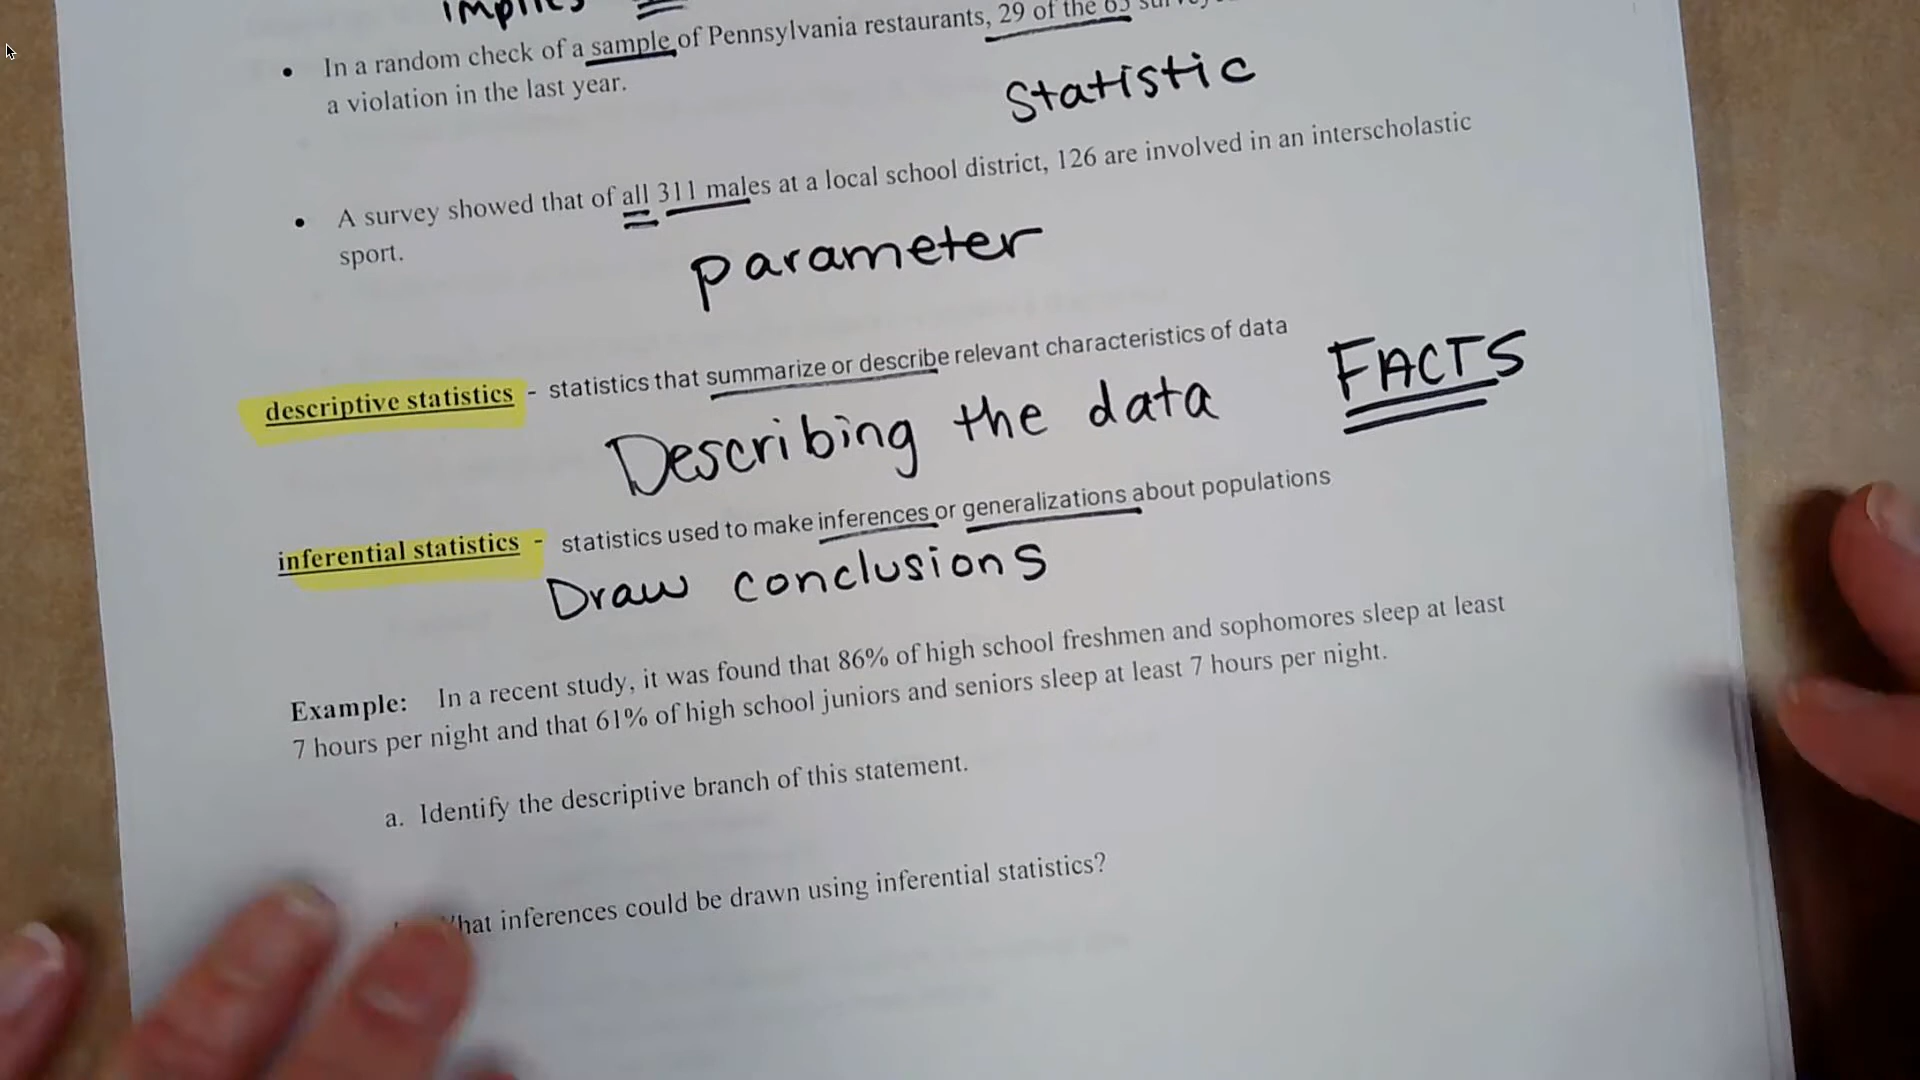 implies
In a random check of a sample of Pennsylvania restaurants, 29 of the 65
a violation in the last year.
Statistic
A survey showed that of all 311 males at a local school district, 126 are involved in an interscholastic
sport.
parameter
descriptive statistics - statistics that summarize or describe relevant characteristics of data
FACTS
Describing the data
inferential statistics - statistics used to make inferences or generalizations about populations
Draw conclusions
Example: In a recent study, it was found that 86% of high school freshmen and sophomores sleep at least
7 hours per night and that 61% of high school juniors and seniors sleep at least 7 hours per night.
a. Identify the descriptive branch of this statement.
What inferences could be drawn using inferential statistics?